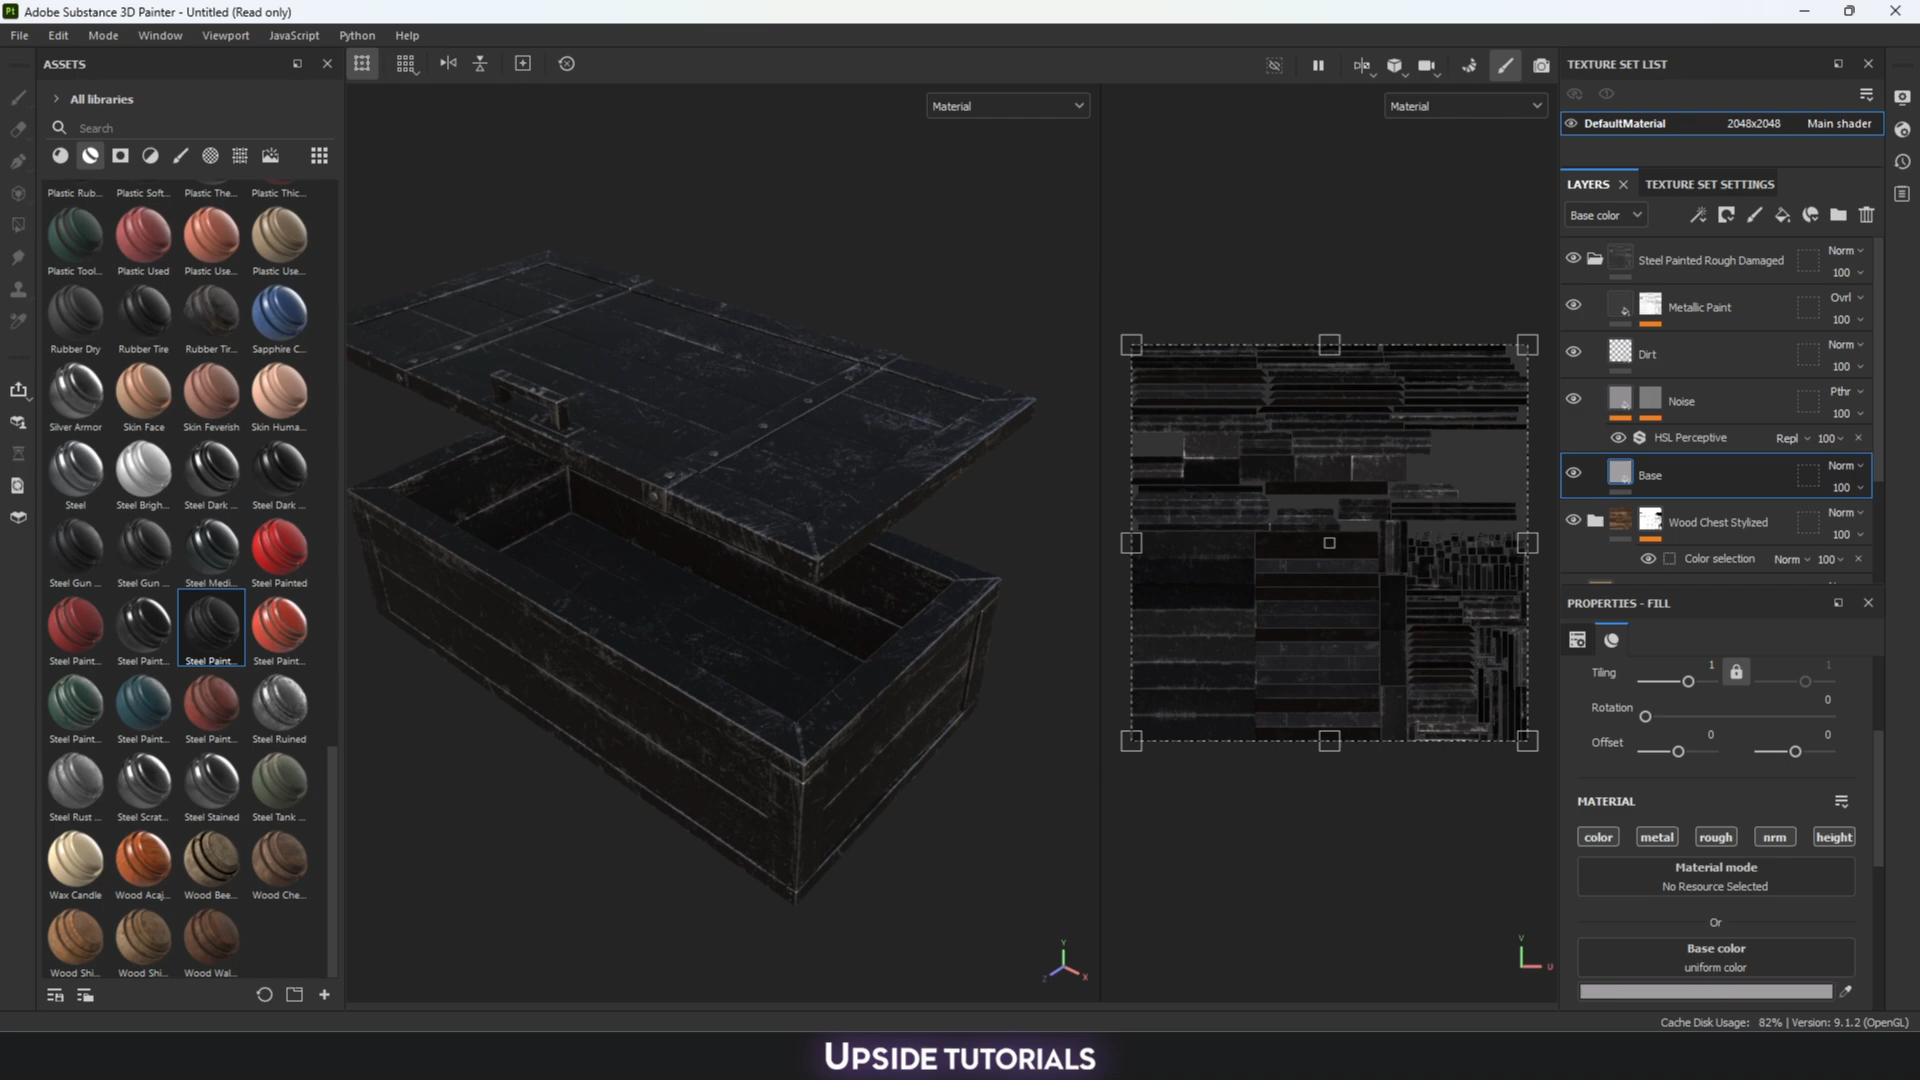 Adobe Substance 3D Painter - Untitled (Read only)
File Edit Mode Window Viewport JavaScript Python Help
ASSETS
All libraries
Search
Plastic Rub... Plastic Soft... Plastic The... Plastic Thic...
Plastic Tool... Plastic Used Plastic Use... Plastic Use...
Rubber Dry Rubber Tire Rubber Tir... Sapphire C...
Silver Armor Skin Face Skin Feverish Skin Huma...
Steel Steel Brigh... Steel Dark ... Steel Dark ...
Steel Gun ... Steel Gun ... Steel Medi... Steel Painted
Steel Paint... Steel Paint... Steel Paint... Steel Paint...
Steel Paint... Steel Paint... Steel Paint... Steel Ruined
Steel Rust ... Steel Scrat... Steel Stained Steel Tank ...
Wax Candle Wood Acaj... Wood Bee... Wood Che...
Wood Shi... Wood Shi... Wood Wal...
Material
Y
Z X
Material
V
U
TEXTURE SET LIST
DefaultMaterial 2048x2048 Main shader
LAYERS TEXTURE SET SETTINGS
Base color
Steel Painted Rough Damaged Norm
100
Metallic Paint Ovrl
100
Dirt Norm
100
Noise Pthr
100
HSL Perceptive Repl 100
Base Norm
100
Wood Chest Stylized Norm
100
Color selection Norm 100
PROPERTIES - FILL
Tiling 1 1
Rotation 0
Offset 0 0
MATERIAL
color metal rough nrm height
Material mode
No Resource Selected
Or
Base color
uniform color
Cache Disk Usage: 82% | Version: 9.1.2 (OpenGL)
UPSIDE TUTORIALS